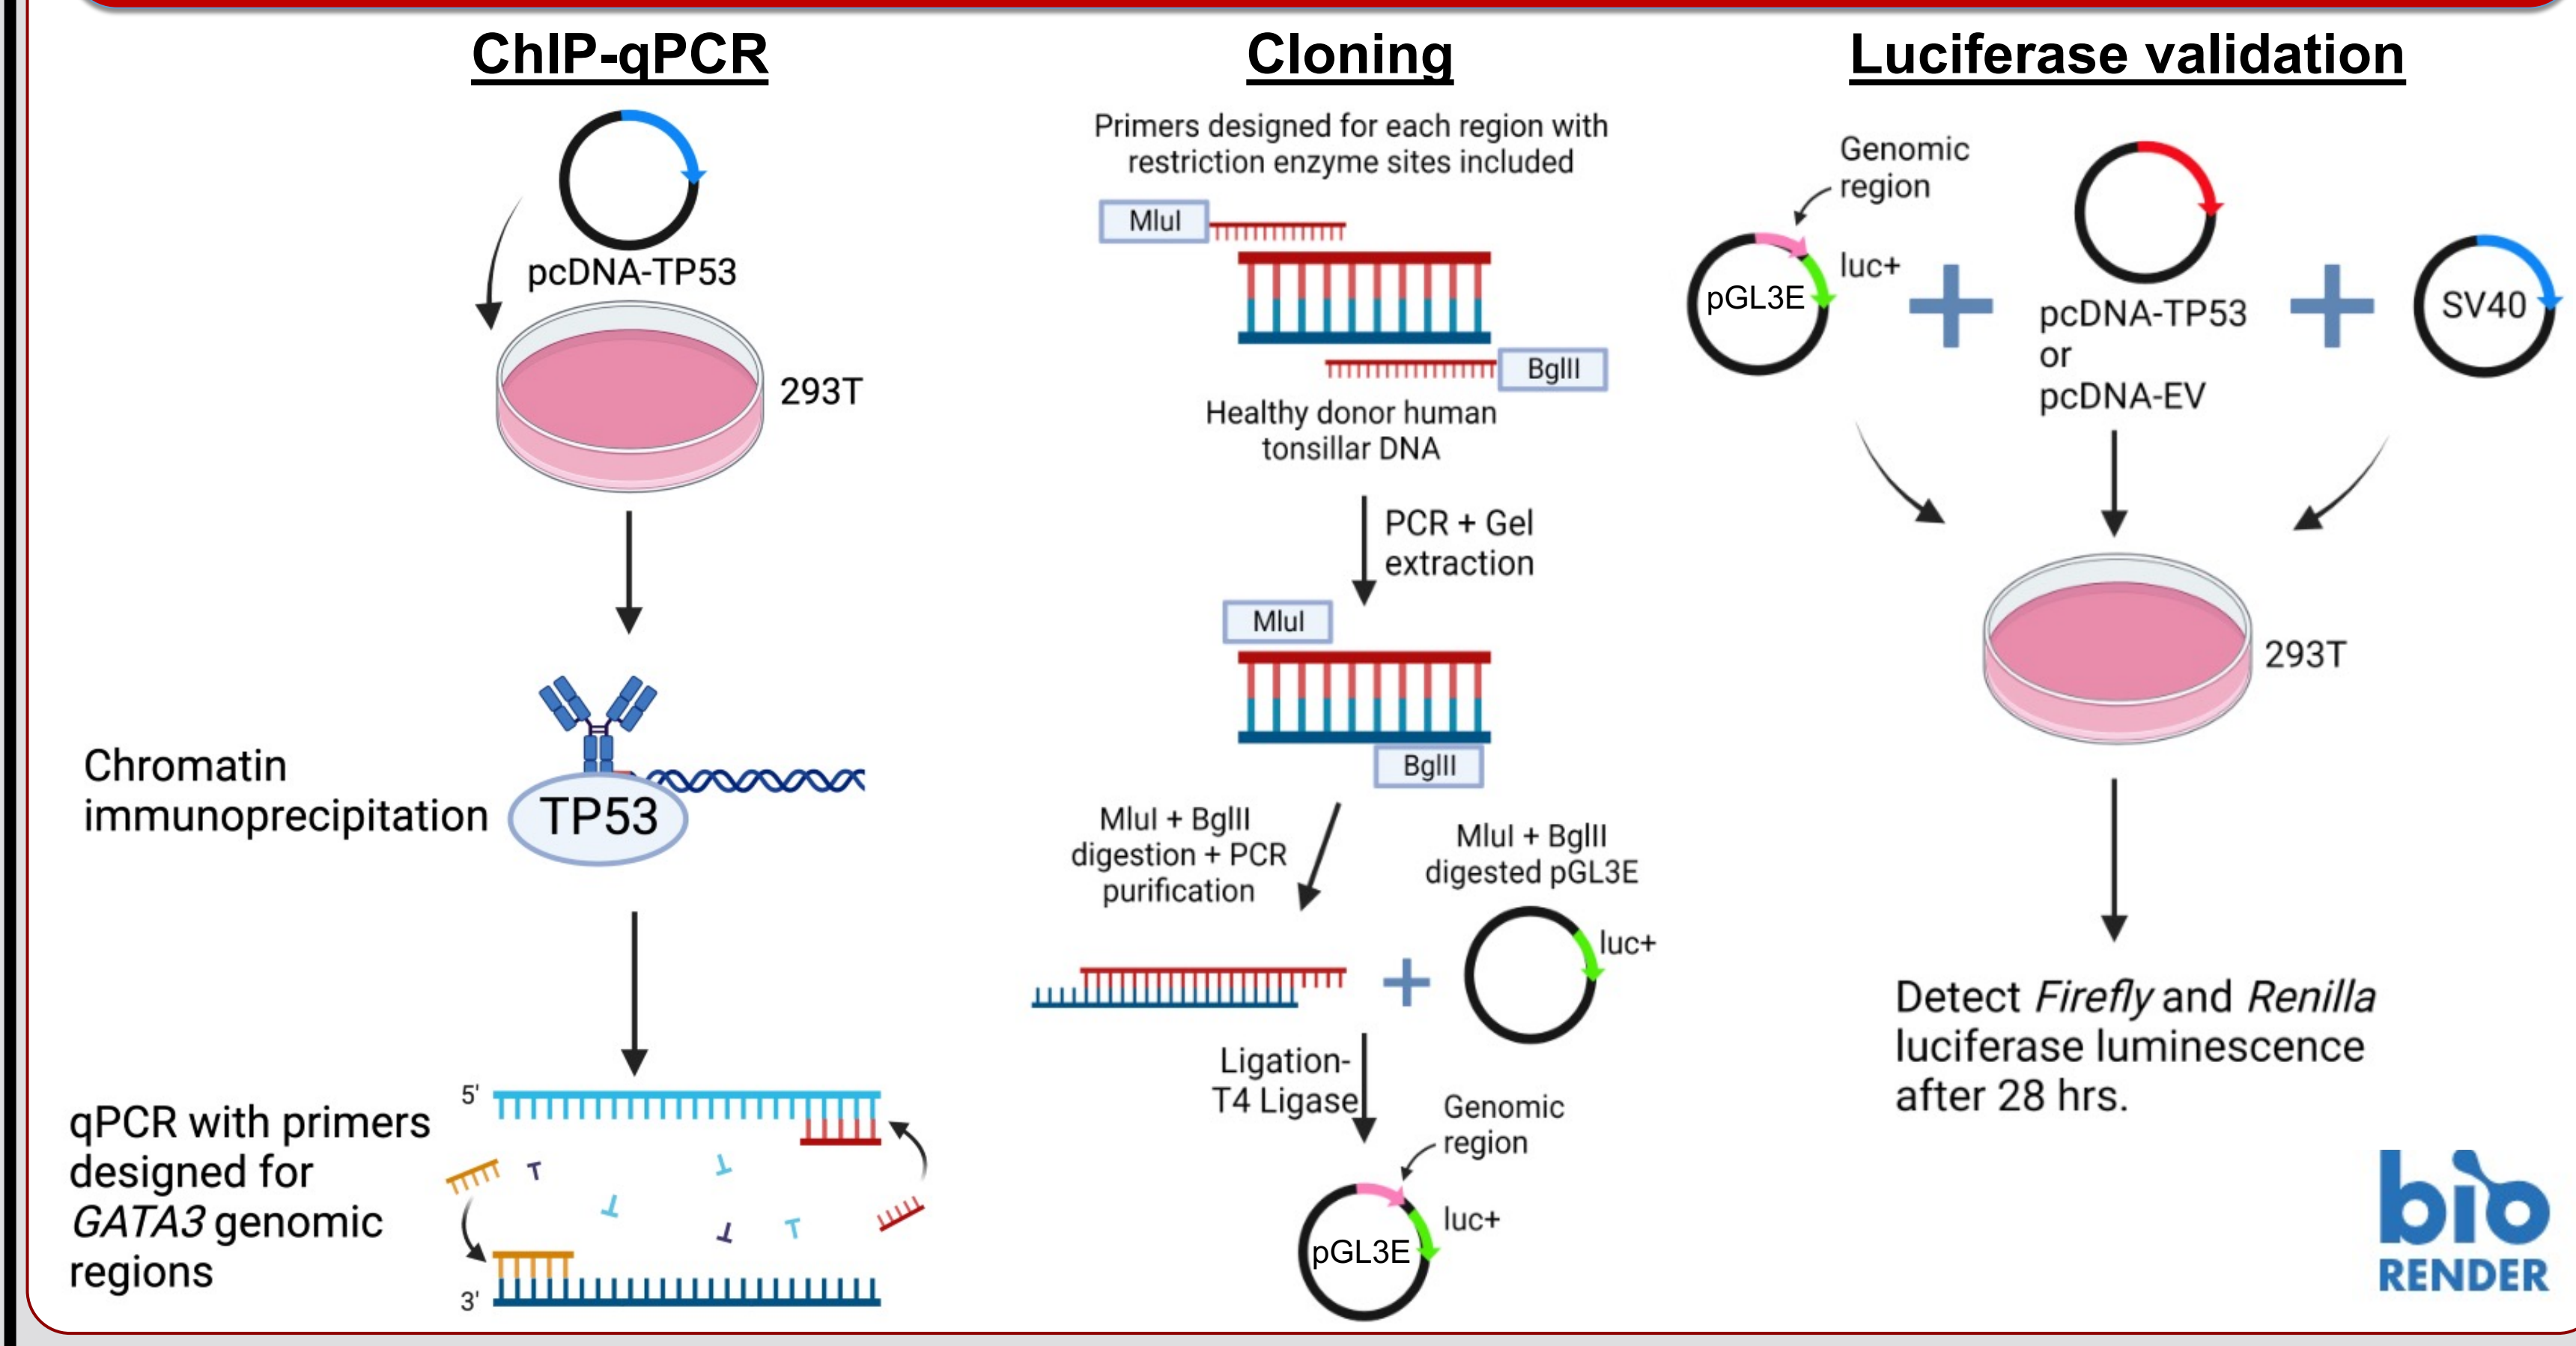 ChIP-qPCR
pcDNA-TP53
293T
Chromatin
immunoprecipitation
TP53
qPCR with primers
designed for
GATA3 genomic
regions
5'
T
T
T
T
T
3'
Cloning
Primers designed for each region with
restriction enzyme sites included
MluI
BglII
Healthy donor human
tonsillar DNA
PCR + Gel
extraction
MluI
BglII
MluI + BglII
digestion + PCR
purification
MluI + BglII
digested pGL3E
luc+
Ligation-
T4 Ligase
Genomic
region
luc+
pGL3E
Luciferase validation
Genomic
region
luc+
pGL3E
pcDNA-TP53
or
pcDNA-EV
SV40
293T
Detect Firefly and Renilla
luciferase luminescence
after 28 hrs.
bio
RENDER